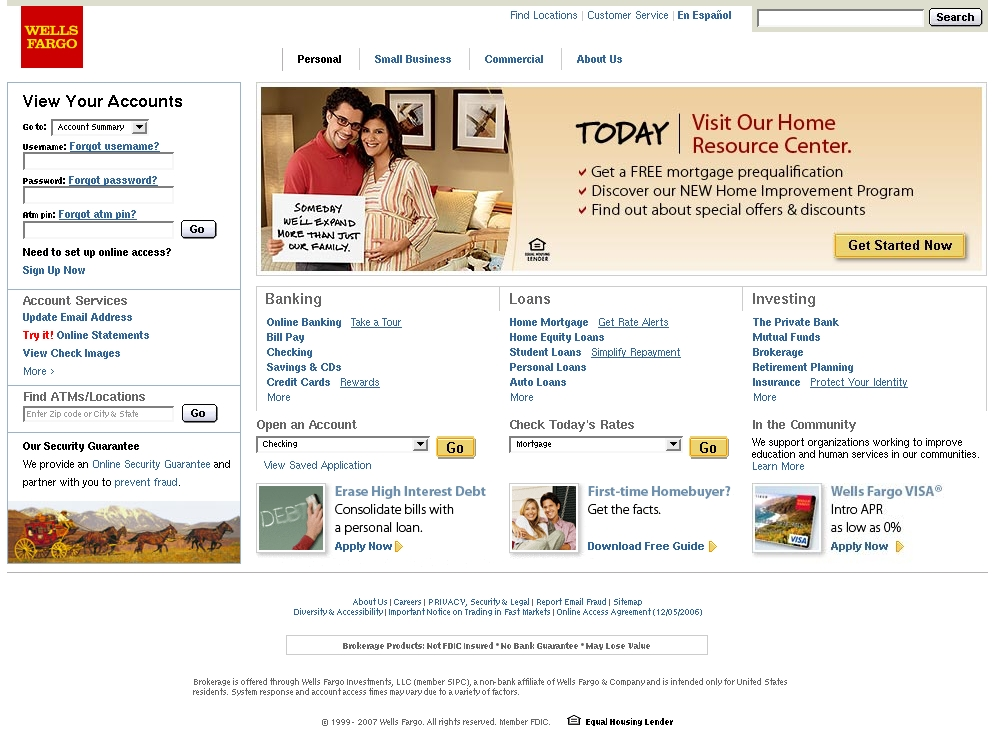 WELLS
FARGO
Find Locations | Customer Service | En Español
Search
Personal
Small Business
Commercial
About Us
View Your Accounts
Go to: Account Summary
Username: Forgot username?
Password: Forgot password?
Atm pin: Forgot atm pin?
Go
Need to set up online access?
Sign Up Now
Account Services
Update Email Address
Try it! Online Statements
View Check Images
More ›
Find ATMs/Locations
Enter Zip code or City & State
Go
Our Security Guarantee
We provide an Online Security Guarantee and
partner with you to prevent fraud.
SOMEDAY
WE'LL EXPAND
MORE THAN JUST
OUR FAMILY.
EQUAL HOUSING
LENDER
TODAY
Visit Our Home
Resource Center.
Get a FREE mortgage prequalification
Discover our NEW Home Improvement Program
Find out about special offers & discounts
Get Started Now
Banking
Online Banking Take a Tour
Bill Pay
Checking
Savings & CDs
Credit Cards Rewards
More
Loans
Home Mortgage Get Rate Alerts
Home Equity Loans
Student Loans Simplify Repayment
Personal Loans
Auto Loans
More
Investing
The Private Bank
Mutual Funds
Brokerage
Retirement Planning
Insurance Protect Your Identity
More
Open an Account
Checking
Go
View Saved Application
Check Today's Rates
Mortgage
Go
In the Community
We support organizations working to improve
education and human services in our communities.
Learn More
DEBT
Erase High Interest Debt
Consolidate bills with
a personal loan.
Apply Now
First-time Homebuyer?
Get the facts.
Download Free Guide
VISA
Wells Fargo VISA®
Intro APR
as low as 0%
Apply Now
About Us | Careers | PRIVACY, Security & Legal | Report Email Fraud | Sitemap
Diversity & Accessibility | Important Notice on Trading in Fast Markets | Online Access Agreement (12/05/2006)
Brokerage Products: Not FDIC Insured * No Bank Guarantee * May Lose Value
Brokerage is offered through Wells Fargo Investments, LLC (member SIPC), a non-bank affiliate of Wells Fargo & Company and is intended only for United States
residents. System response and account access times may vary due to a variety of factors.
© 1999 - 2007 Wells Fargo. All rights reserved. Member FDIC.
Equal Housing Lender